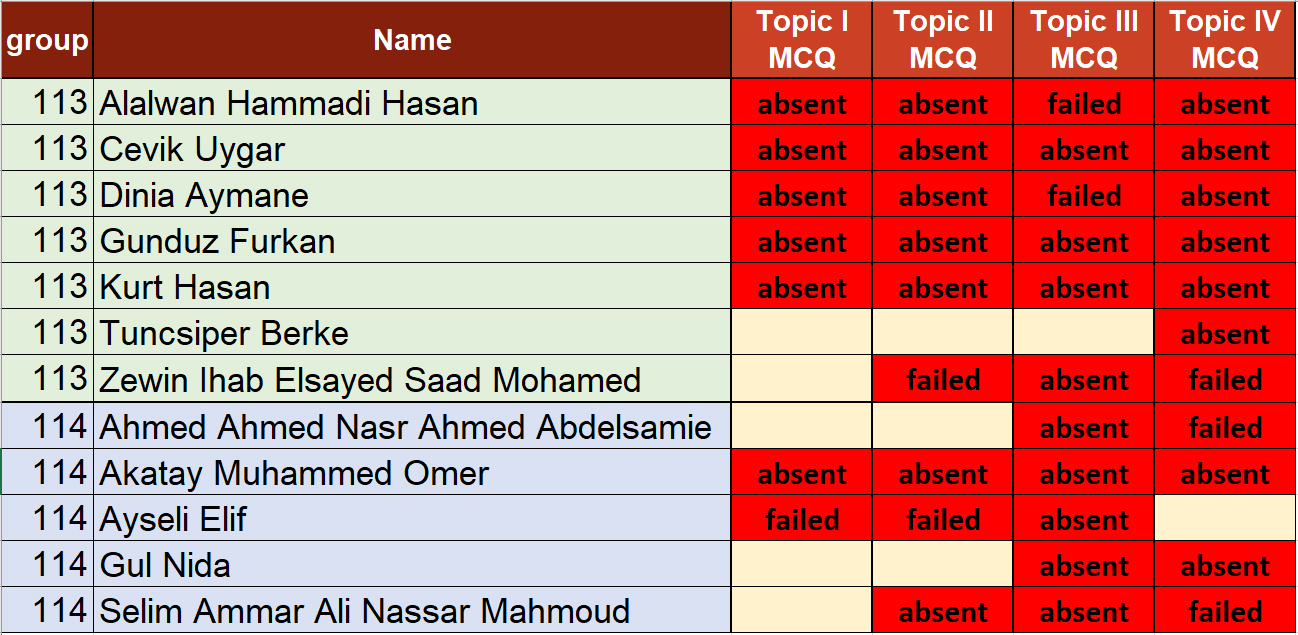 group Name Topic I MCQ Topic II MCQ Topic III MCQ Topic IV MCQ
113 Alalwan Hammadi Hasan absent absent failed absent
113 Cevik Uygar absent absent absent absent
113 Dinia Aymane absent absent failed absent
113 Gunduz Furkan absent absent absent absent
113 Kurt Hasan absent absent absent absent
113 Tuncsiper Berke absent
113 Zewin Ihab Elsayed Saad Mohamed failed absent failed
114 Ahmed Ahmed Nasr Ahmed Abdelsamie absent failed
114 Akatay Muhammed Omer absent absent absent absent
114 Ayseli Elif failed failed absent
114 Gul Nida absent absent
114 Selim Ammar Ali Nassar Mahmoud absent absent failed